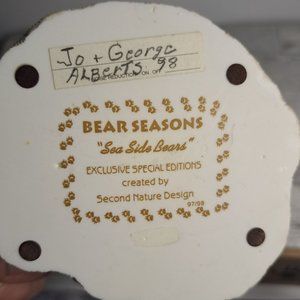 Jo + George
ALBERTS 98
BEAR SEASONS
"Sea Side Bears"
EXCLUSIVE SPECIAL EDITIONS
created by
Second Nature Design
97/98